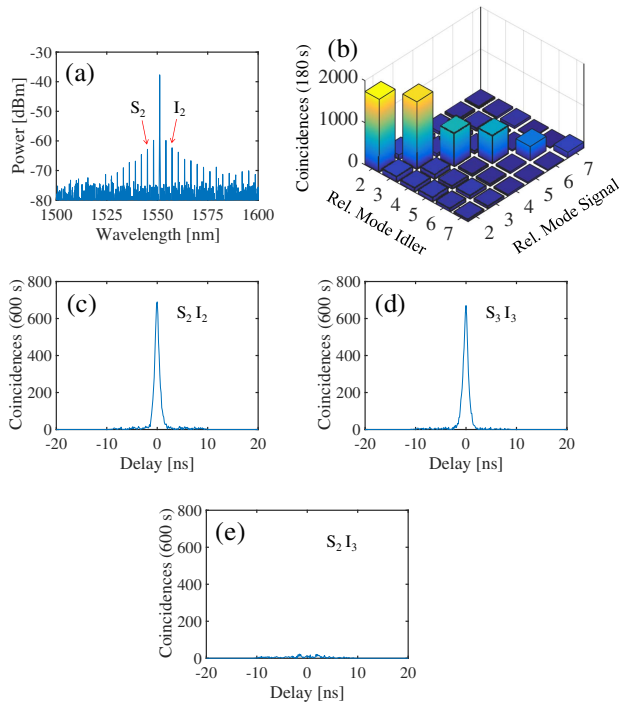 (a)
Power [dBm]
-30
-40
-50
-60
-70
-80
S2
I2
1500 1525 1550 1575 1600
Wavelength [nm]
(b)
Coincidences (180 s)
2000
1000
0
2 3 4 5 6 7
Rel. Mode Idler
2 3 4 5 6 7
Rel. Mode Signal
(c)
Coincidences (600 s)
800
600
400
200
0
S2 I2
-20 -10 0 10 20
Delay [ns]
(d)
Coincidences (600 s)
800
600
400
200
0
S3 I3
-20 -10 0 10 20
Delay [ns]
(e)
Coincidences (600 s)
800
600
400
200
0
S2 I3
-20 -10 0 10 20
Delay [ns]